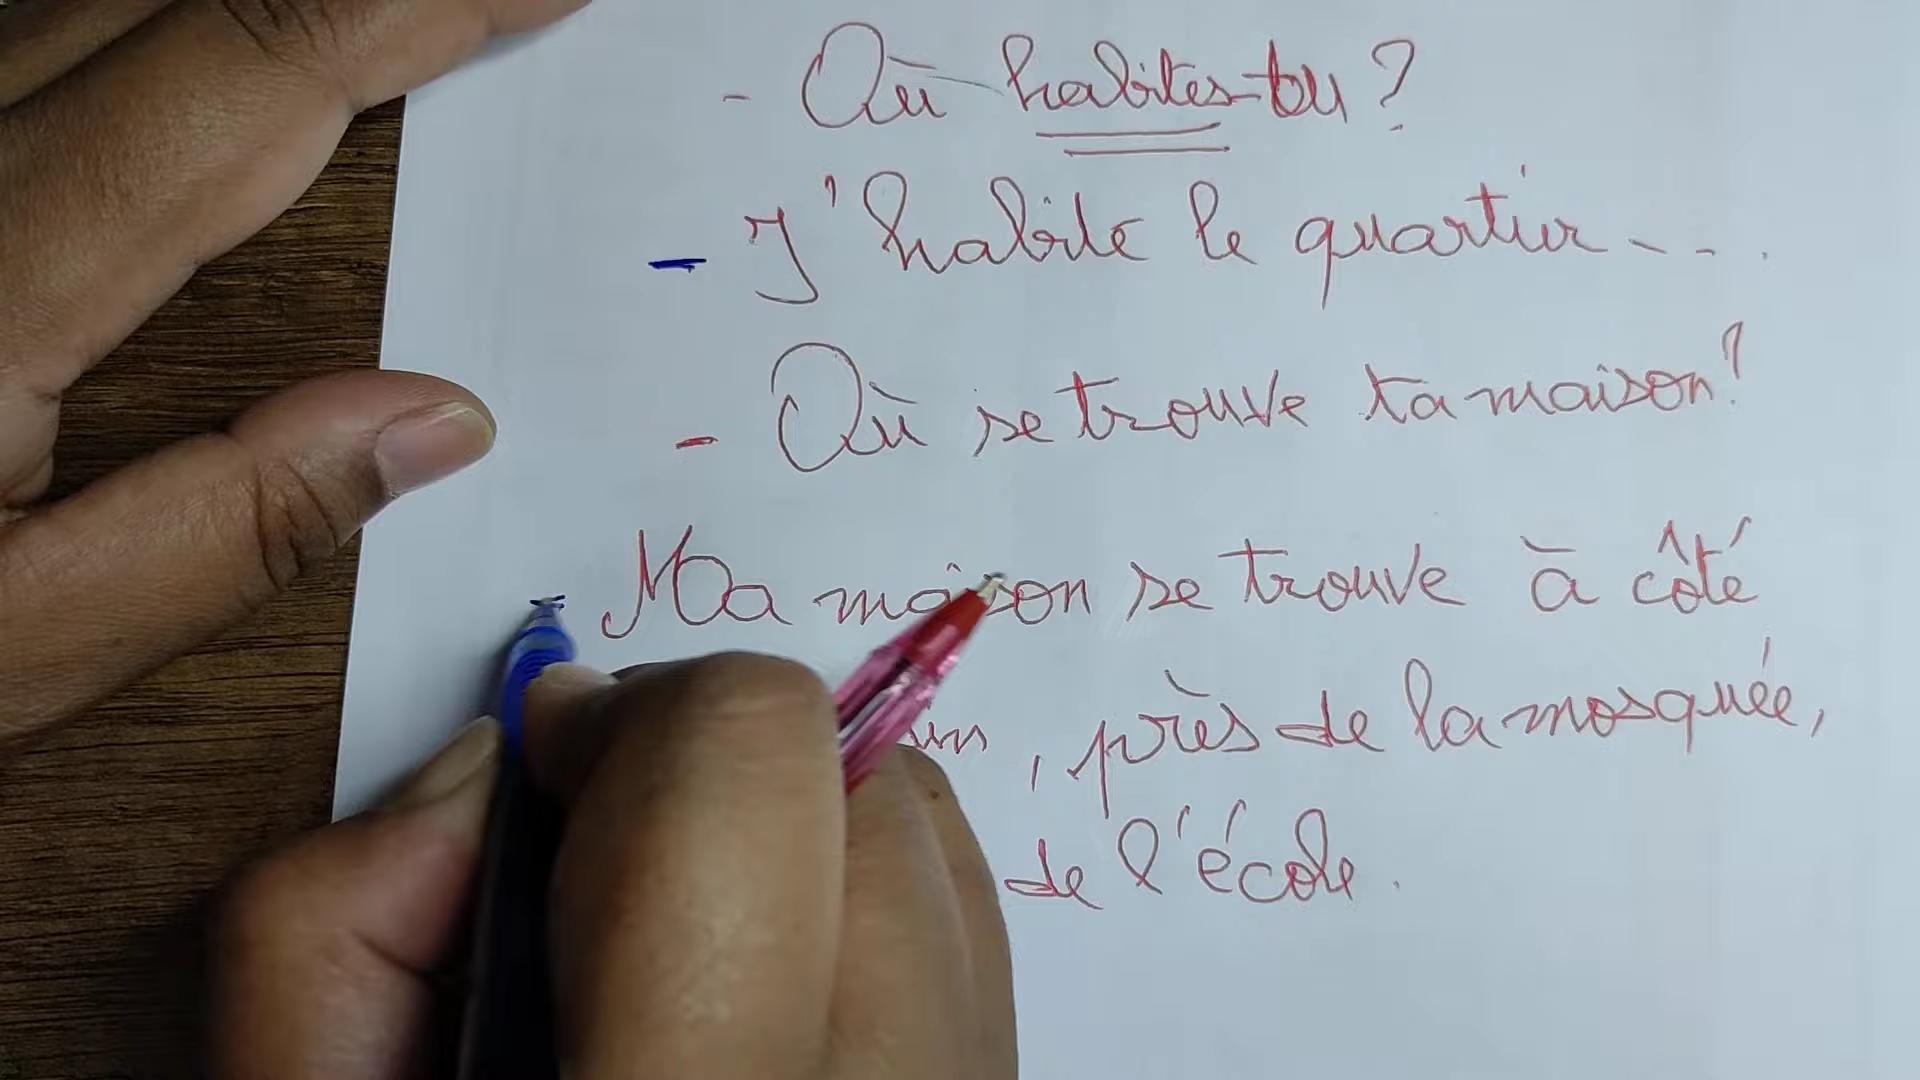 - Où habites-tu ?
- J'habite le quartier - - .
- Où se trouve ta maison ?
- Ma maison se trouve à côté
, près de la mosquée,
de l'école.